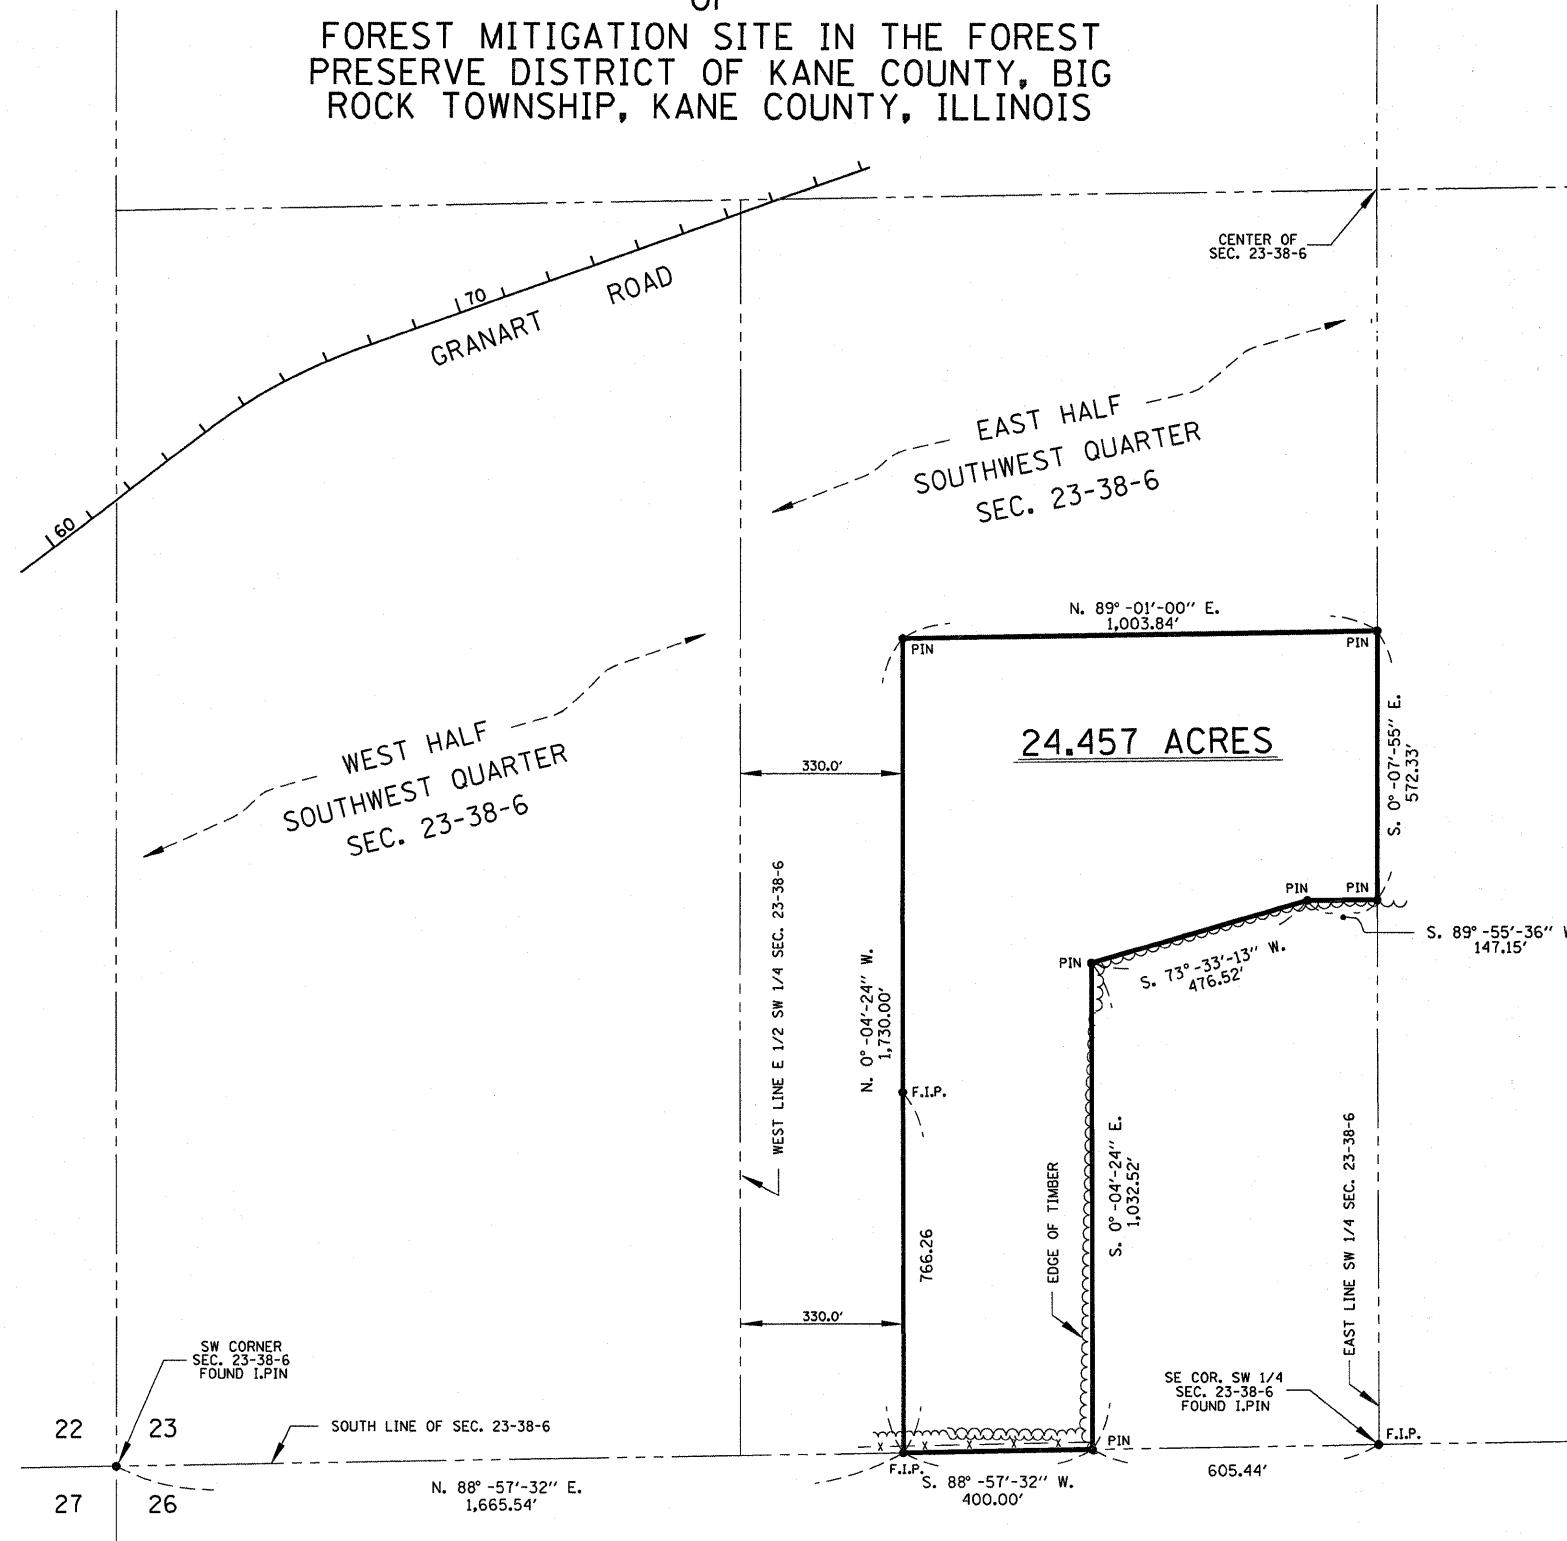 OF
FOREST MITIGATION SITE IN THE FOREST
PRESERVE DISTRICT OF KANE COUNTY, BIG
ROCK TOWNSHIP, KANE COUNTY, ILLINOIS
CENTER OF
SEC. 23-38-6
70
GRANART ROAD
60
EAST HALF
SOUTHWEST QUARTER
SEC. 23-38-6
N. 89°-01'-00" E.
1,003.84'
PIN
PIN
WEST HALF
SOUTHWEST QUARTER
SEC. 23-38-6
24.457 ACRES
S. 0°-07'-55" E.
572.33'
330.0'
WEST LINE E 1/2 SW 1/4 SEC. 23-38-6
PIN
PIN
S. 89°-55'-36" W
147.15'
PIN
S. 73°-33'-13" W.
476.52'
N. 0°-04'-24" W.
1,730.00'
F.I.P.
766.26
EDGE OF TIMBER
S. 0°-04'-24" E.
1,032.52'
EAST LINE SW 1/4 SEC. 23-38-6
330.0'
SW CORNER
SEC. 23-38-6
FOUND I.PIN
SE COR. SW 1/4
SEC. 23-38-6
FOUND I.PIN
22 23
SOUTH LINE OF SEC. 23-38-6
X X X X X
PIN
F.I.P.
F.I.P.
605.44'
27 26
N. 88°-57'-32" E.
1,665.54'
S. 88°-57'-32" W.
400.00'